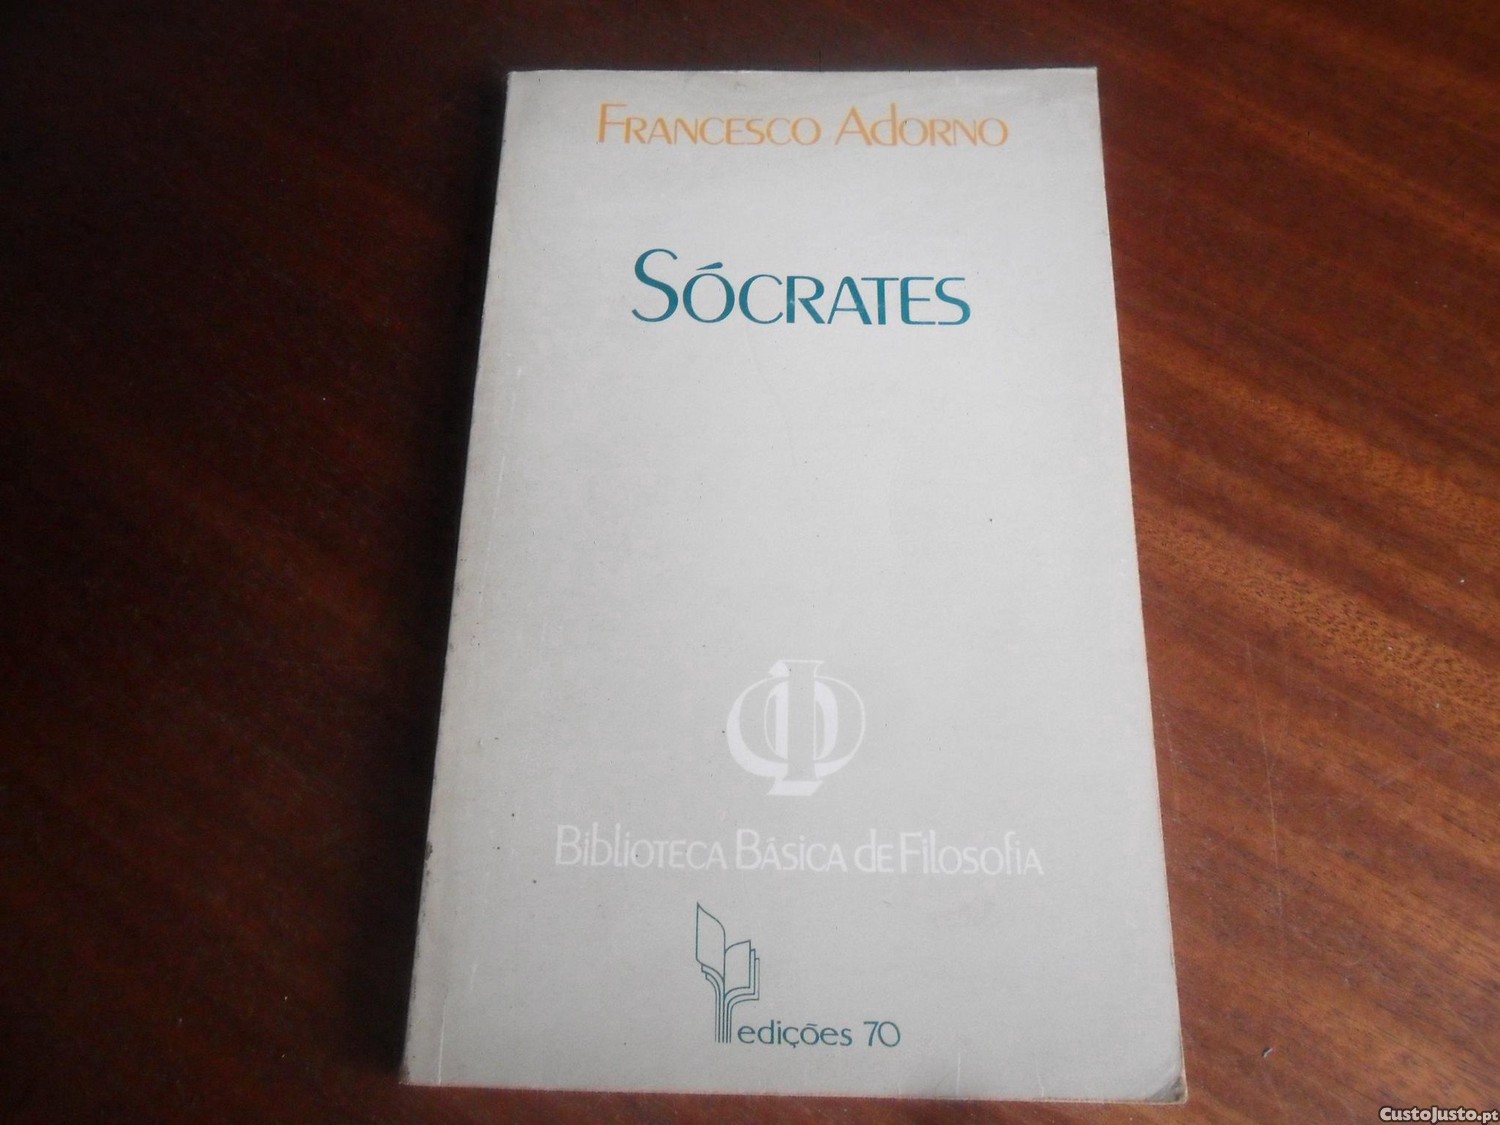 Francesco Adorno
Sócrates
Biblioteca Básica de Filosofia
edições 70
CustoJusto.pt